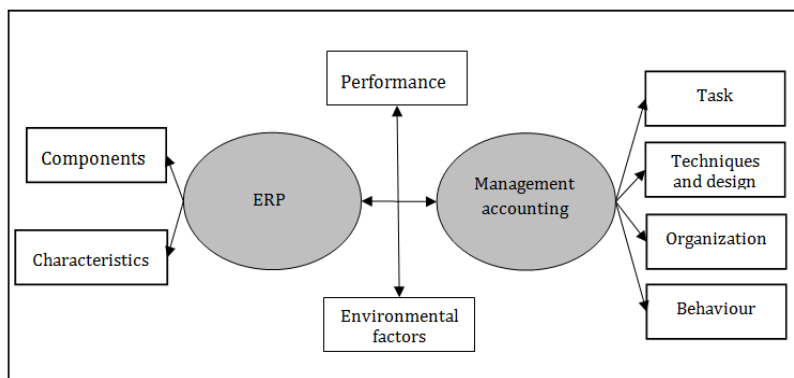 Performance
Components
Characteristics
ERP
Management
accounting
Environmental
factors
Task
Techniques
and design
Organization
Behaviour